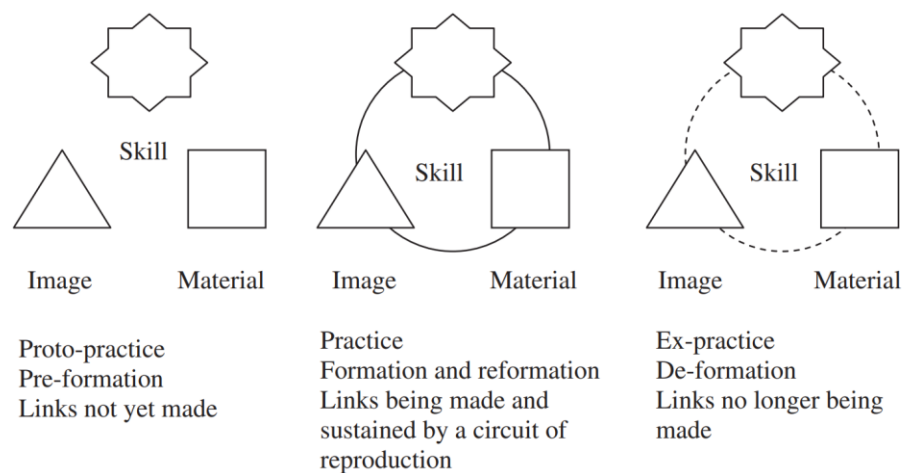 Skill
Image
Material
Proto-practice
Pre-formation
Links not yet made
Skill
Image
Material
Practice
Formation and reformation
Links being made and
sustained by a circuit of
reproduction
Skill
Image
Material
Ex-practice
De-formation
Links no longer being
made